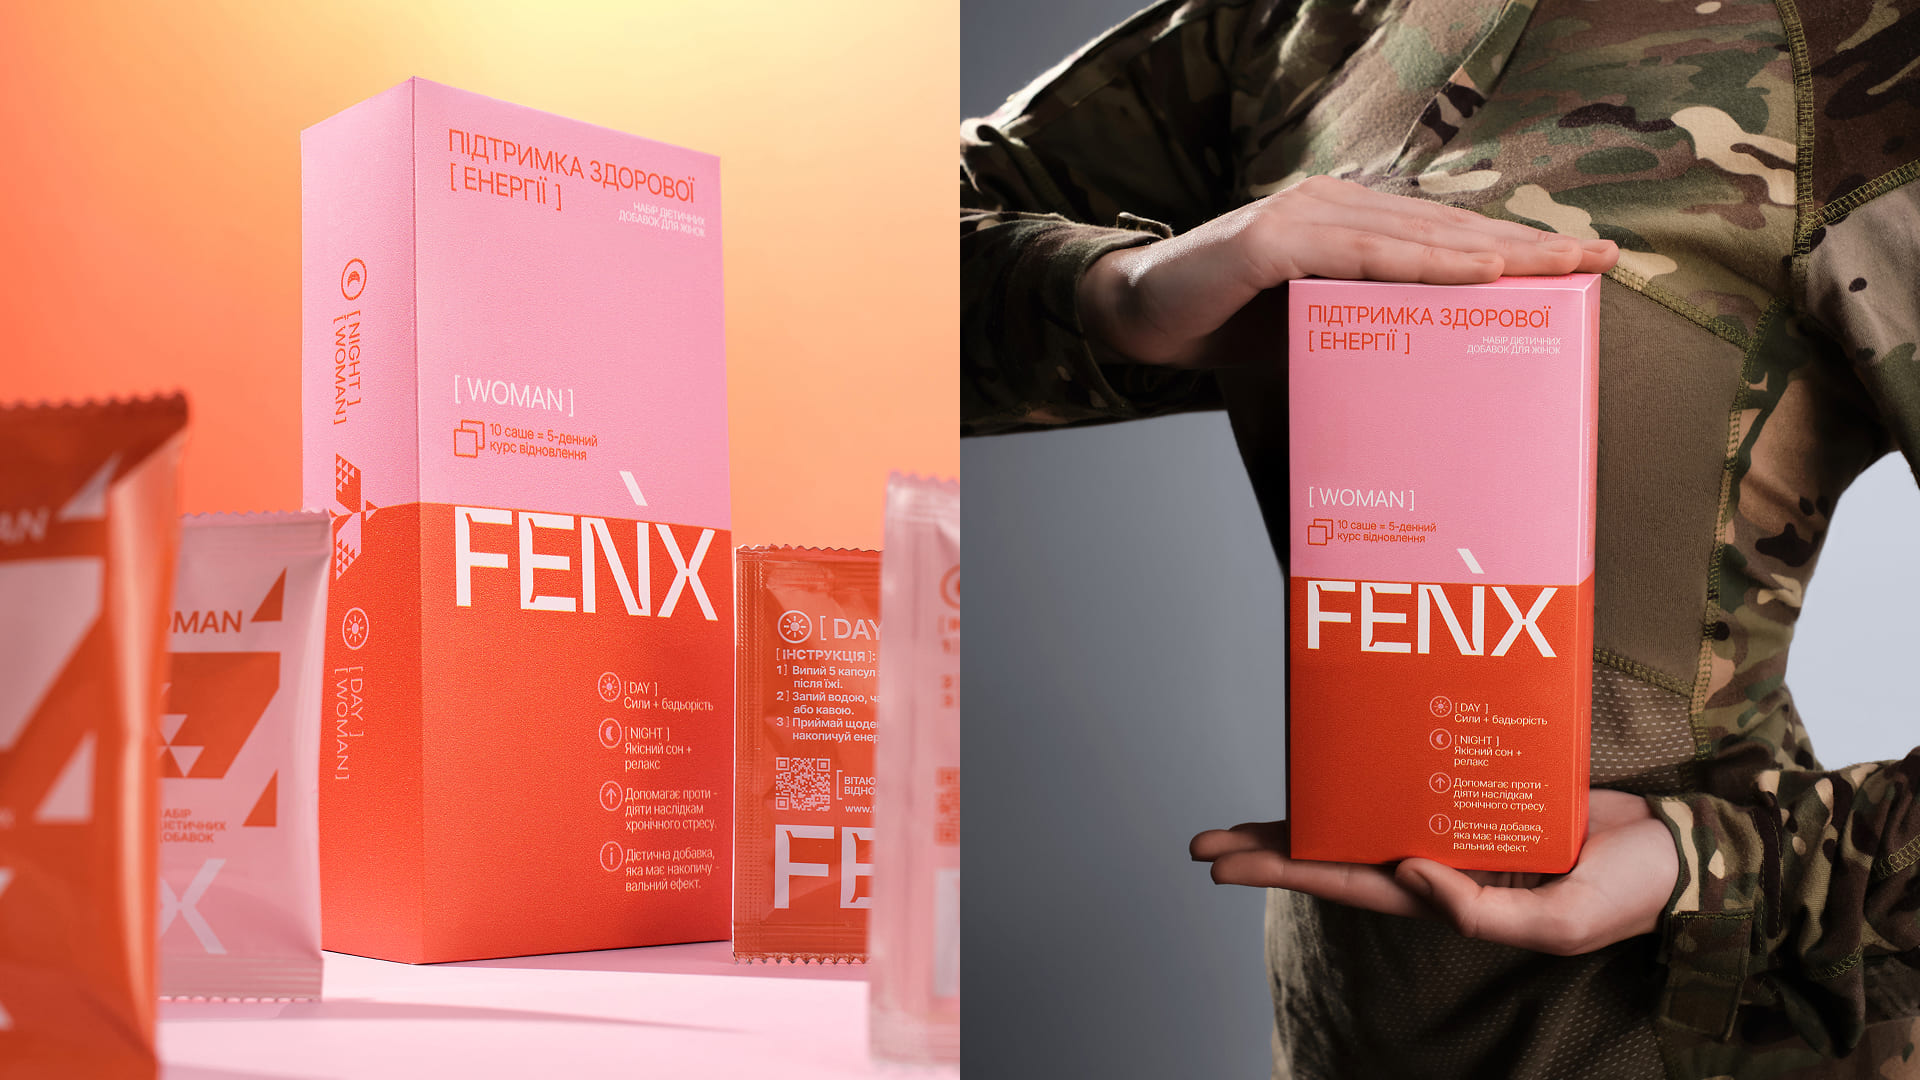 ПІДТРИМКА ЗДОРОВОЇ
[ ЕНЕРГІЇ ]
НАБІР ДІЄТИЧНИХ
ДОБАВОК ДЛЯ ЖІНОК
[ WOMAN ]
10 саше = 5-денний
курс відновлення
FENX
[ DAY ]
Сили + бадьорість
[ NIGHT ]
Якісний сон +
релакс
Допомагає проти -
діяти наслідкам
хронічного стресу.
Дієтична добавка,
яка має накопичу -
вальний ефект.
[ NIGHT ]
[ WOMAN ]
[ DAY ]
[ WOMAN ]
НАБІР
ДІЄТИЧНИХ
ДОБАВОК
[ DAY
[ ІНСТРУКЦІЯ ]:
1 ] Випий 5 капсул
після їжі.
2 ] Запий водою,
або кавою.
3 ] Приймай
накопичуй
FE
ПІДТРИМКА ЗДОРОВОЇ
[ ЕНЕРГІЇ ]
НАБІР ДІЄТИЧНИХ
ДОБАВОК ДЛЯ ЖІНОК
[ WOMAN ]
10 саше = 5-денний
курс відновлення
FENX
[ DAY ]
Сили + бадьорість
[ NIGHT ]
Якісний сон +
релакс
Допомагає проти -
діяти наслідкам
хронічного стресу.
Дієтична добавка,
яка має накопичу -
вальний ефект.